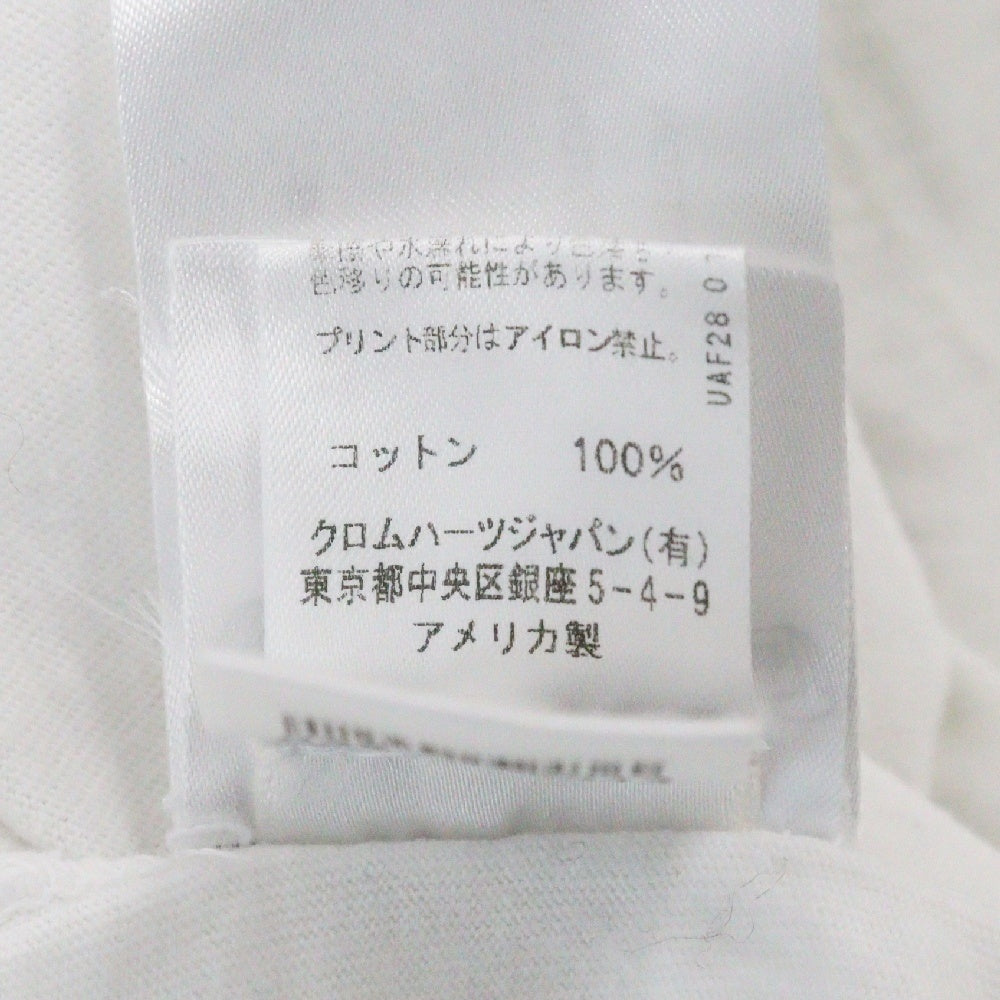 色移りの可能性があります。
プリント部分はアイロン禁止。
コットン 100%
クロムハーツジャパン(有)
東京都中央区銀座5-4-9
アメリカ製
UAF28